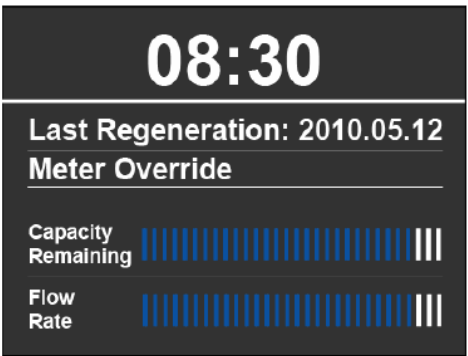 08:30
Last Regeneration: 2010.05.12
Meter Override
Capacity
Remaining
Flow
Rate